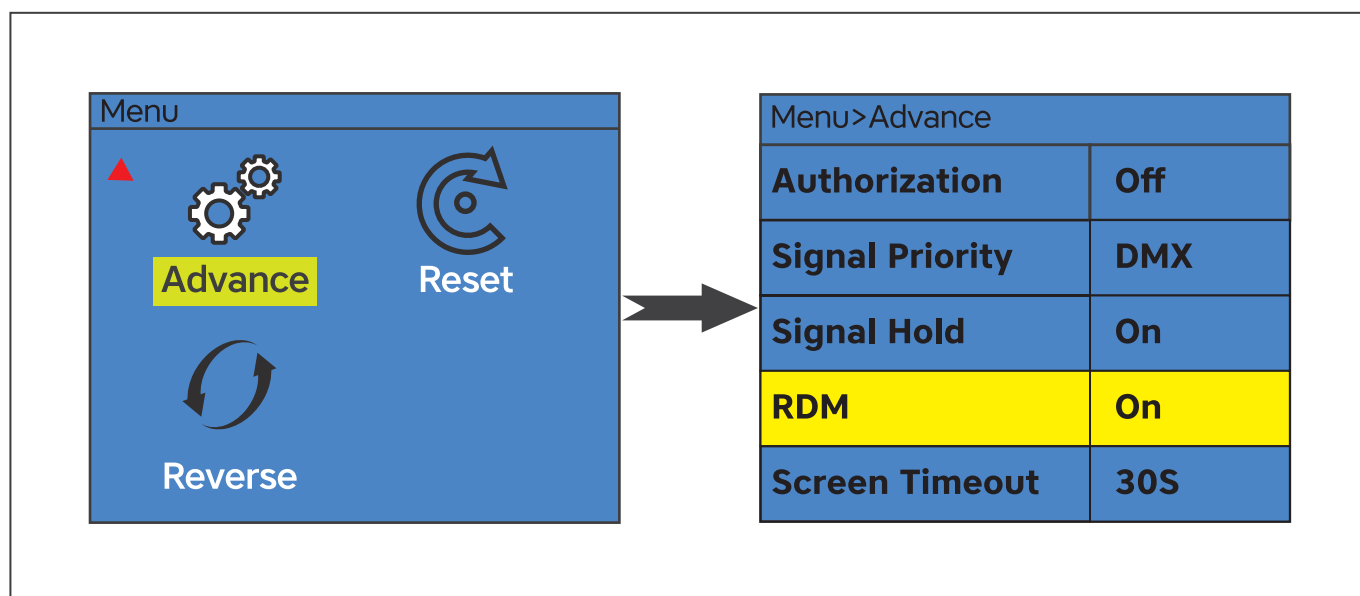 Menu
Advance
Reset
Reverse
Menu>Advance
Authorization Off
Signal Priority DMX
Signal Hold On
RDM On
Screen Timeout 30S